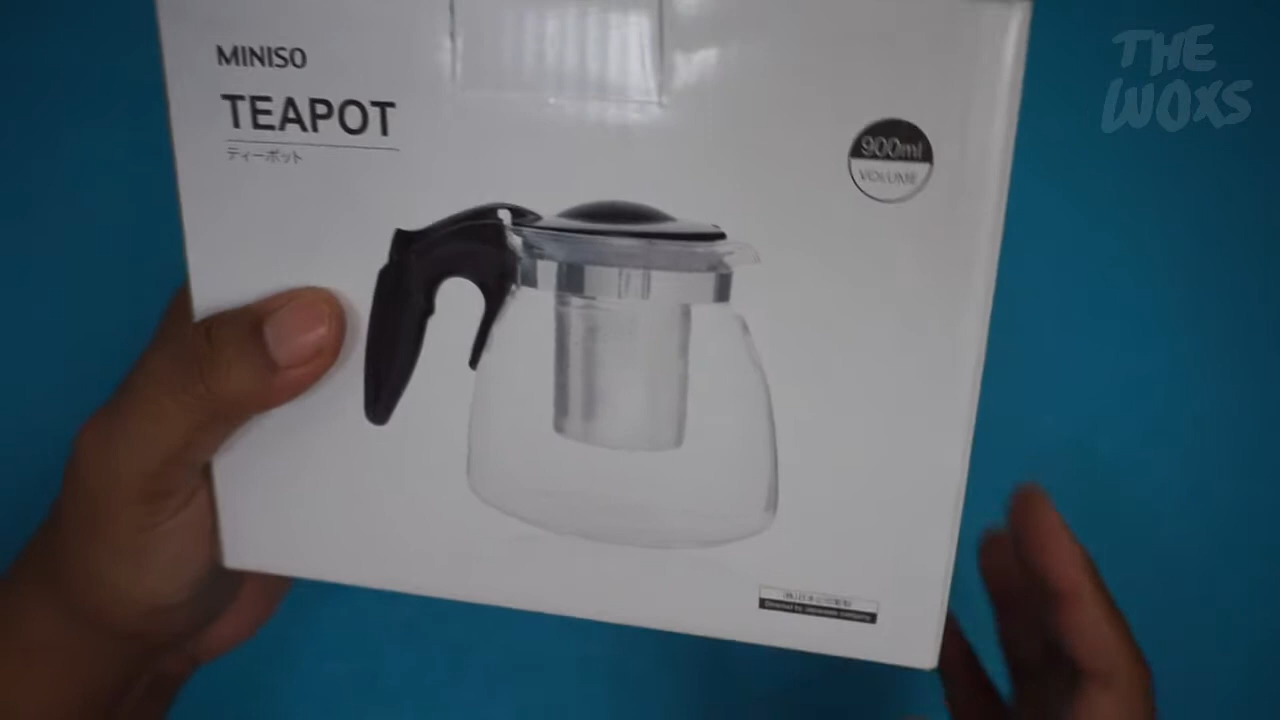 MINISO
TEAPOT
ティーポット
900ml
VOLUME
THE
WOXS